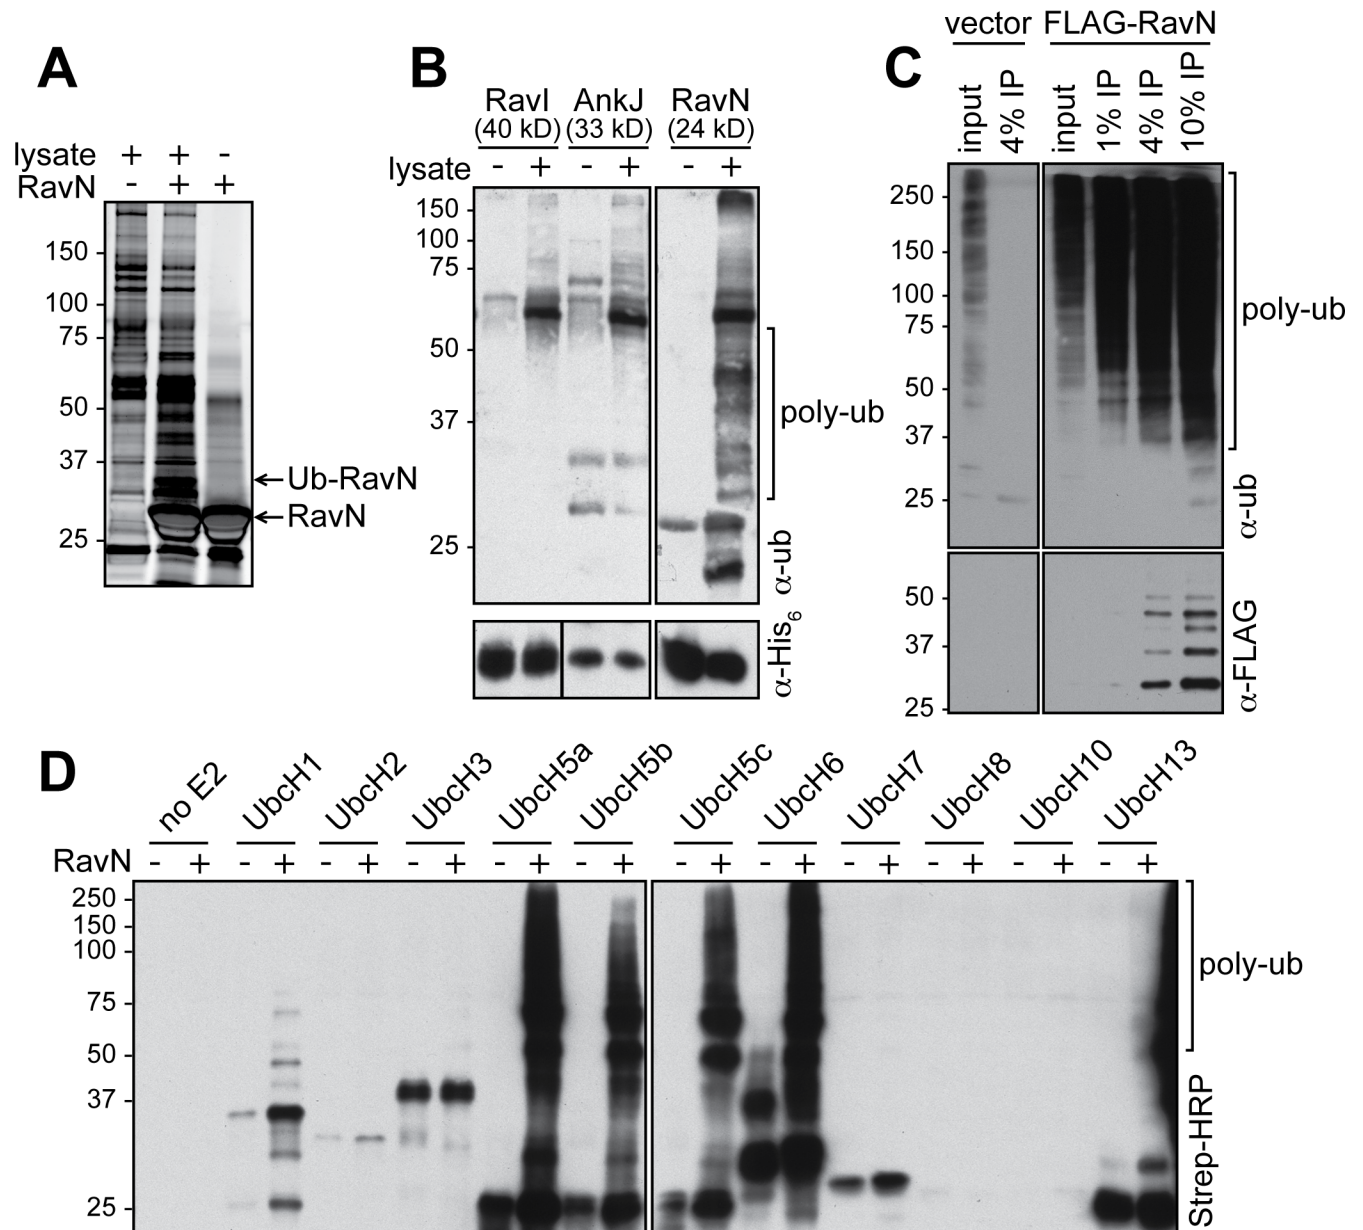 A
lysate + + -
RavN - + +
150
100
75
50
37
25
Ub-RavN
RavN
B
RavI AnkJ RavN
(40 kD) (33 kD) (24 kD)
lysate - + - + - +
150
100
75
50
37
25
poly-ub
α-ub
α-His6
C
vector FLAG-RavN
input 4% IP input 1% IP 4% IP 10% IP
250
150
100
75
50
37
25
poly-ub
α-ub
50
37
25
α-FLAG
D
no E2 UbcH1 UbcH2 UbcH3 UbcH5a UbcH5b UbcH5c UbcH6 UbcH7 UbcH8 UbcH10 UbcH13
RavN - + - + - + - + - + - + - + - + - + - + - + - +
250
150
100
75
50
37
25
poly-ub
Strep-HRP